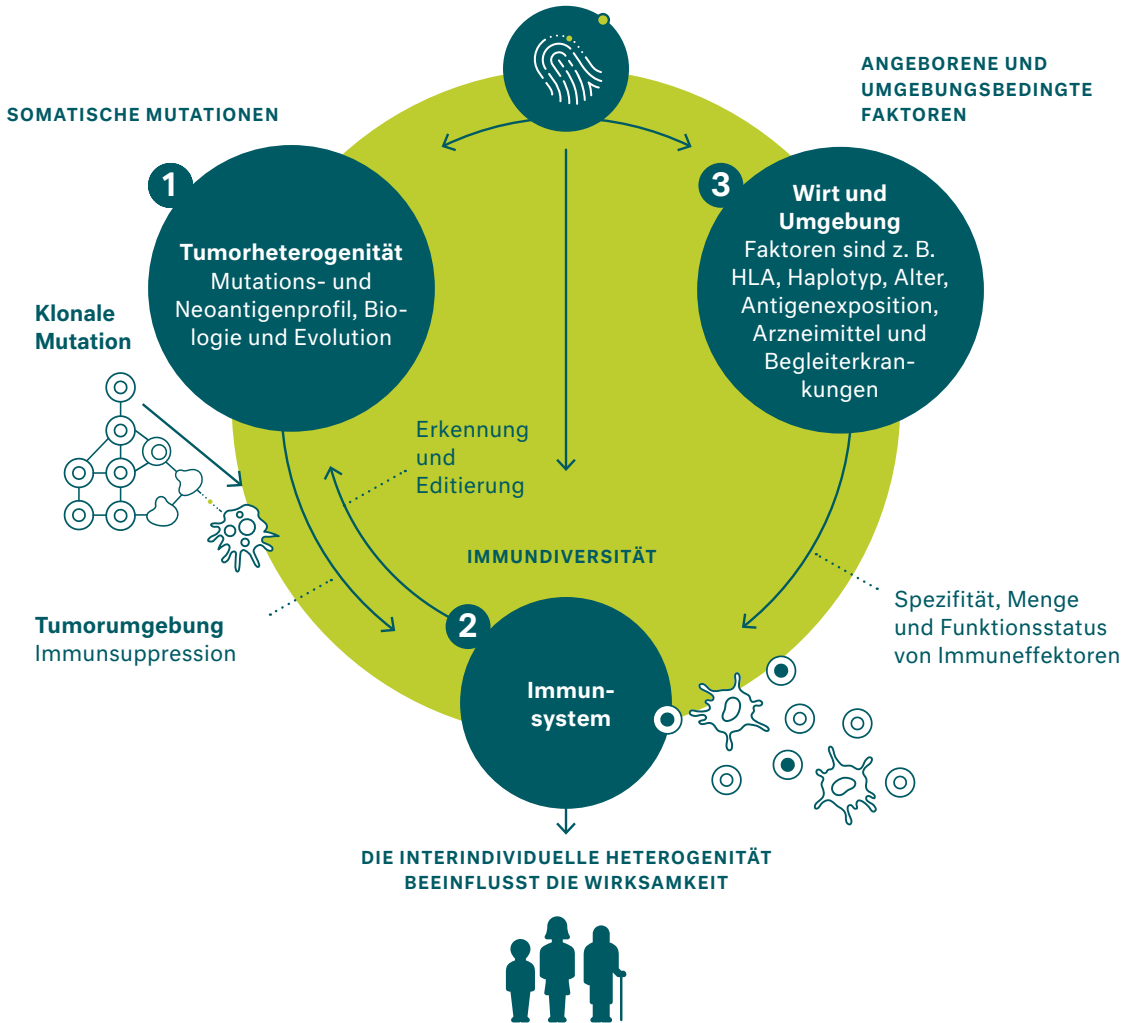 SOMATISCHE MUTATIONEN
ANGEBORENE UND
UMGEBUNGSBEDINGTE
FAKTOREN
1
Tumorheterogenität
Mutations- und
Neoantigenprofil, Bio-
logie und Evolution
3
Wirt und
Umgebung
Faktoren sind z. B.
HLA, Haplotyp, Alter,
Antigenexposition,
Arzneimittel und
Begleiterkran-
kungen
Klonale
Mutation
Erkennung
und
Editierung
IMMUNDIVERSITÄT
Tumorumgebung
Immunsuppression
2
Immun-
system
Spezifität, Menge
und Funktionsstatus
von Immuneffektoren
DIE INTERINDIVIDUELLE HETEROGENITÄT
BEEINFLUSST DIE WIRKSAMKEIT